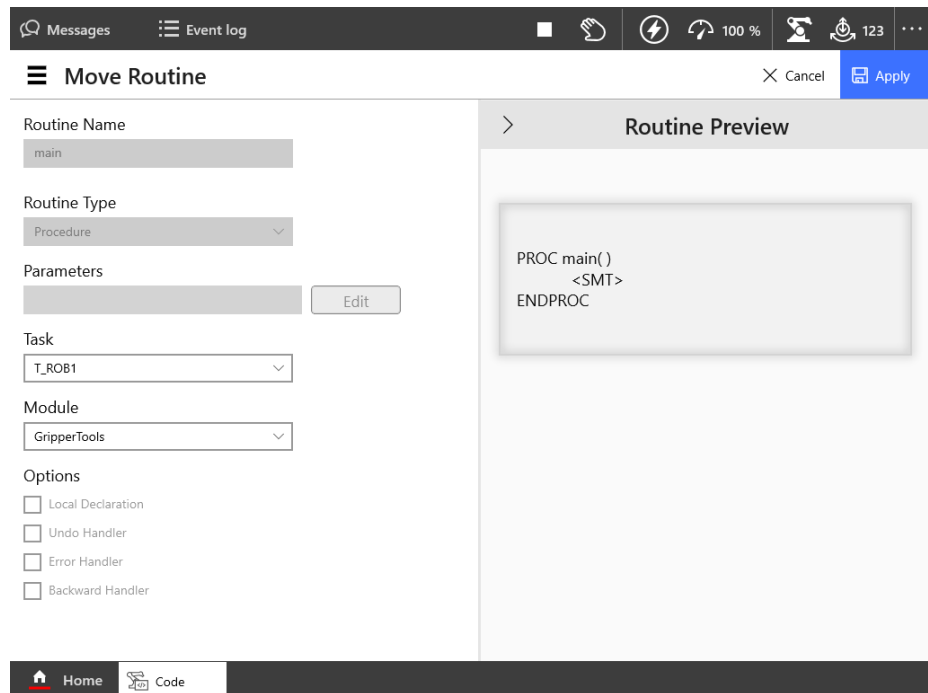 Messages
Event log
100 %
123
Move Routine
Cancel
Apply
Routine Name
main
Routine Type
Procedure
Parameters
Edit
Task
T_ROB1
Module
GripperTools
Options
Local Declaration
Undo Handler
Error Handler
Backward Handler
Routine Preview
PROC main( )
<SMT>
ENDPROC
Home
Code